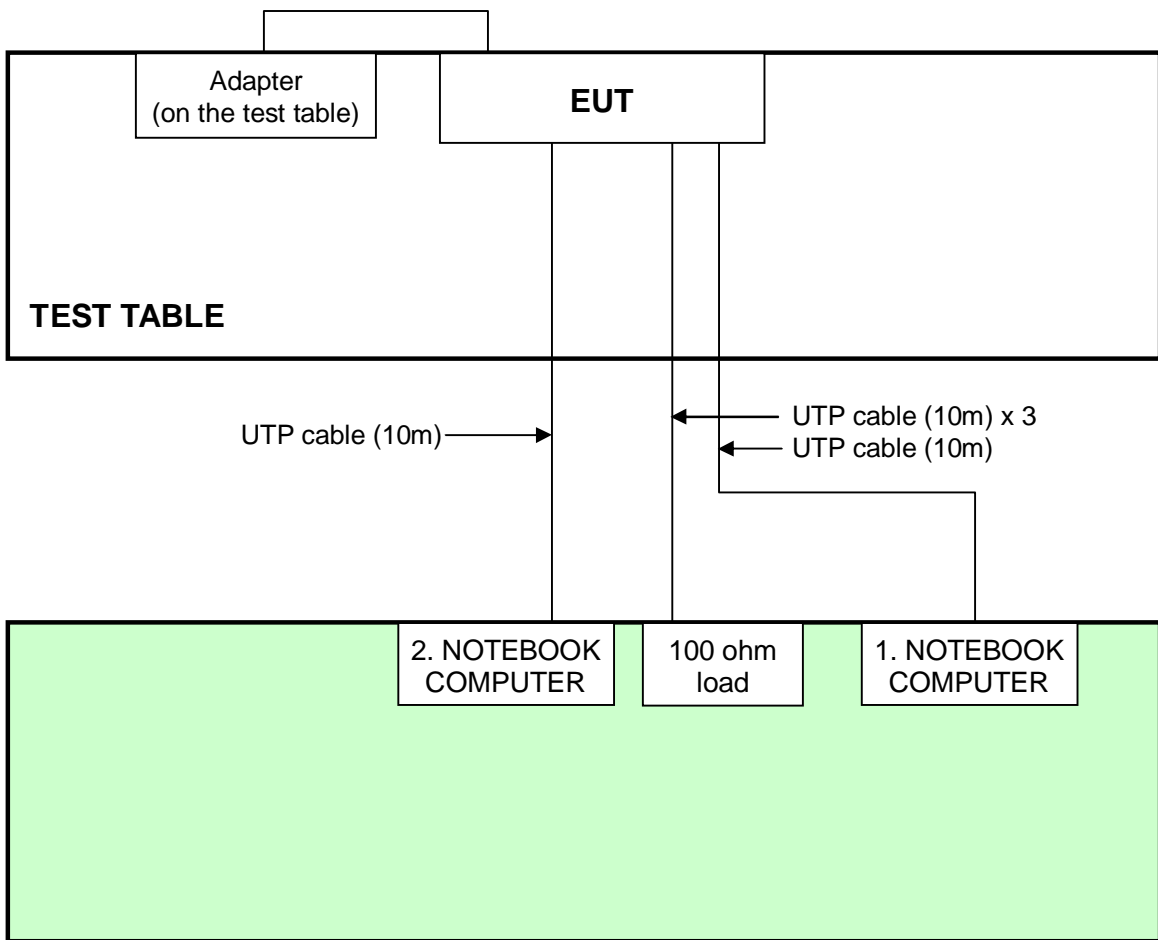 Adapter
(on the test table)
EUT
TEST TABLE
UTP cable (10m)
UTP cable (10m) x 3
UTP cable (10m)
2. NOTEBOOK
COMPUTER
100 ohm
load
1. NOTEBOOK
COMPUTER